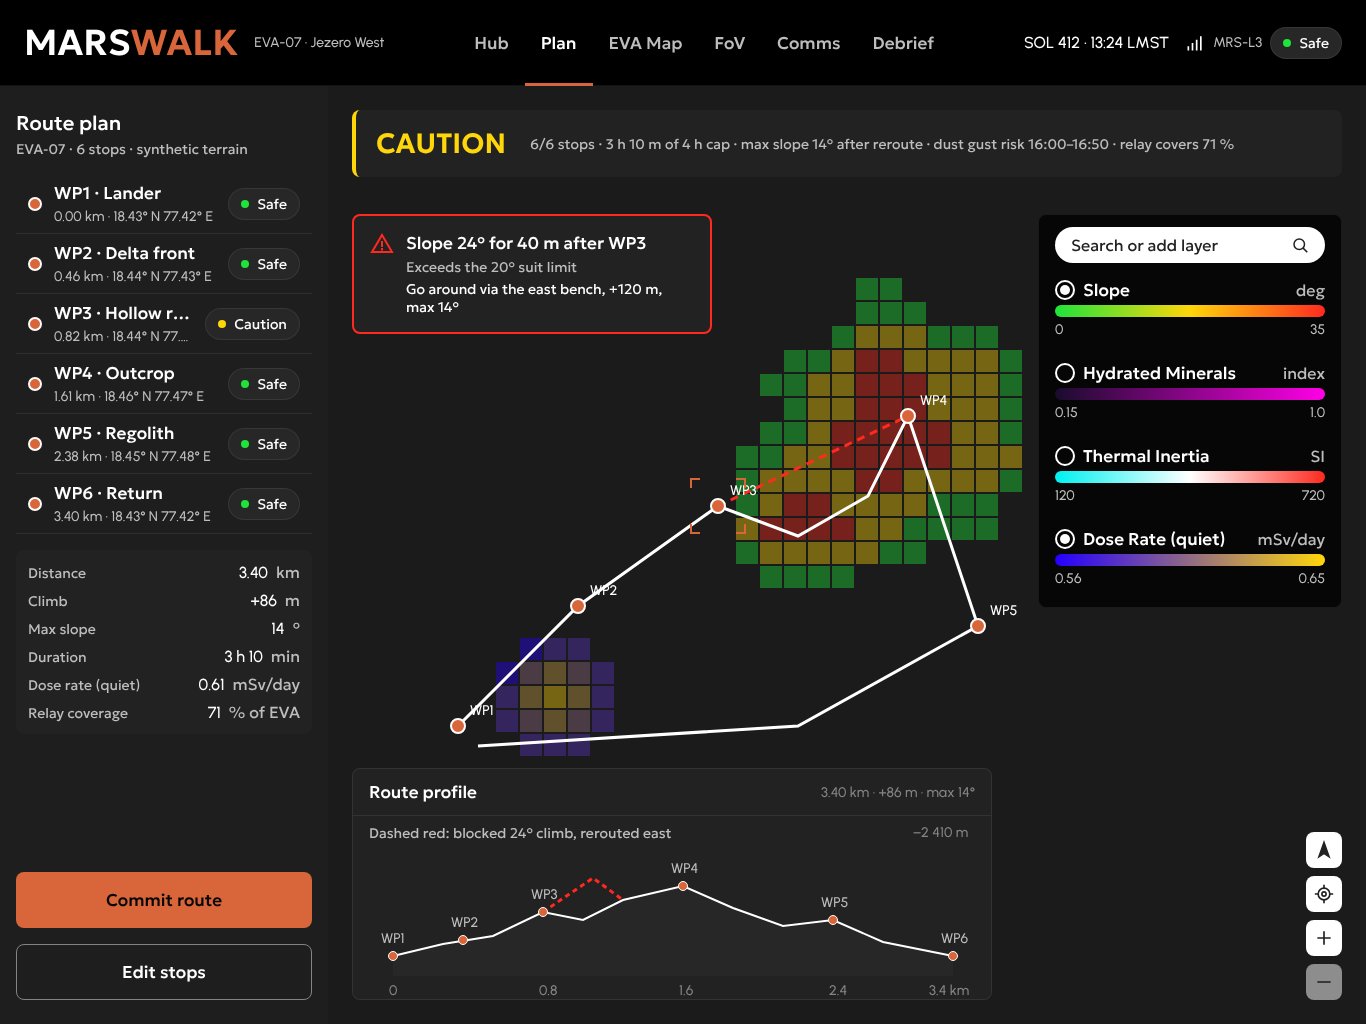 MARSWALK
EVA-07 · Jezero West
Hub
Plan
EVA Map
FoV
Comms
Debrief
SOL 412 · 13:24 LMST
MRS-L3
Safe
Route plan
EVA-07 · 6 stops · synthetic terrain
WP1 · Lander
0.00 km · 18.43° N 77.42° E
Safe
WP2 · Delta front
0.46 km · 18.44° N 77.43° E
Safe
WP3 · Hollow r...
0.82 km · 18.44° N 77....
Caution
WP4 · Outcrop
1.61 km · 18.46° N 77.47° E
Safe
WP5 · Regolith
2.38 km · 18.45° N 77.48° E
Safe
WP6 · Return
3.40 km · 18.43° N 77.42° E
Safe
Distance 3.40 km
Climb +86 m
Max slope 14 °
Duration 3 h 10 min
Dose rate (quiet) 0.61 mSv/day
Relay coverage 71 % of EVA
Commit route
Edit stops
CAUTION
6/6 stops · 3 h 10 m of 4 h cap · max slope 14° after reroute · dust gust risk 16:00–16:50 · relay covers 71 %
Slope 24° for 40 m after WP3
Exceeds the 20° suit limit
Go around via the east bench, +120 m,
max 14°
WP4
WP3
WP2
WP5
WP1
Search or add layer
Slope deg
0 35
Hydrated Minerals index
0.15 1.0
Thermal Inertia SI
120 720
Dose Rate (quiet) mSv/day
0.56 0.65
Route profile
3.40 km · +86 m · max 14°
Dashed red: blocked 24° climb, rerouted east
−2 410 m
WP1
WP2
WP3
WP4
WP5
WP6
0 0.8 1.6 2.4 3.4 km